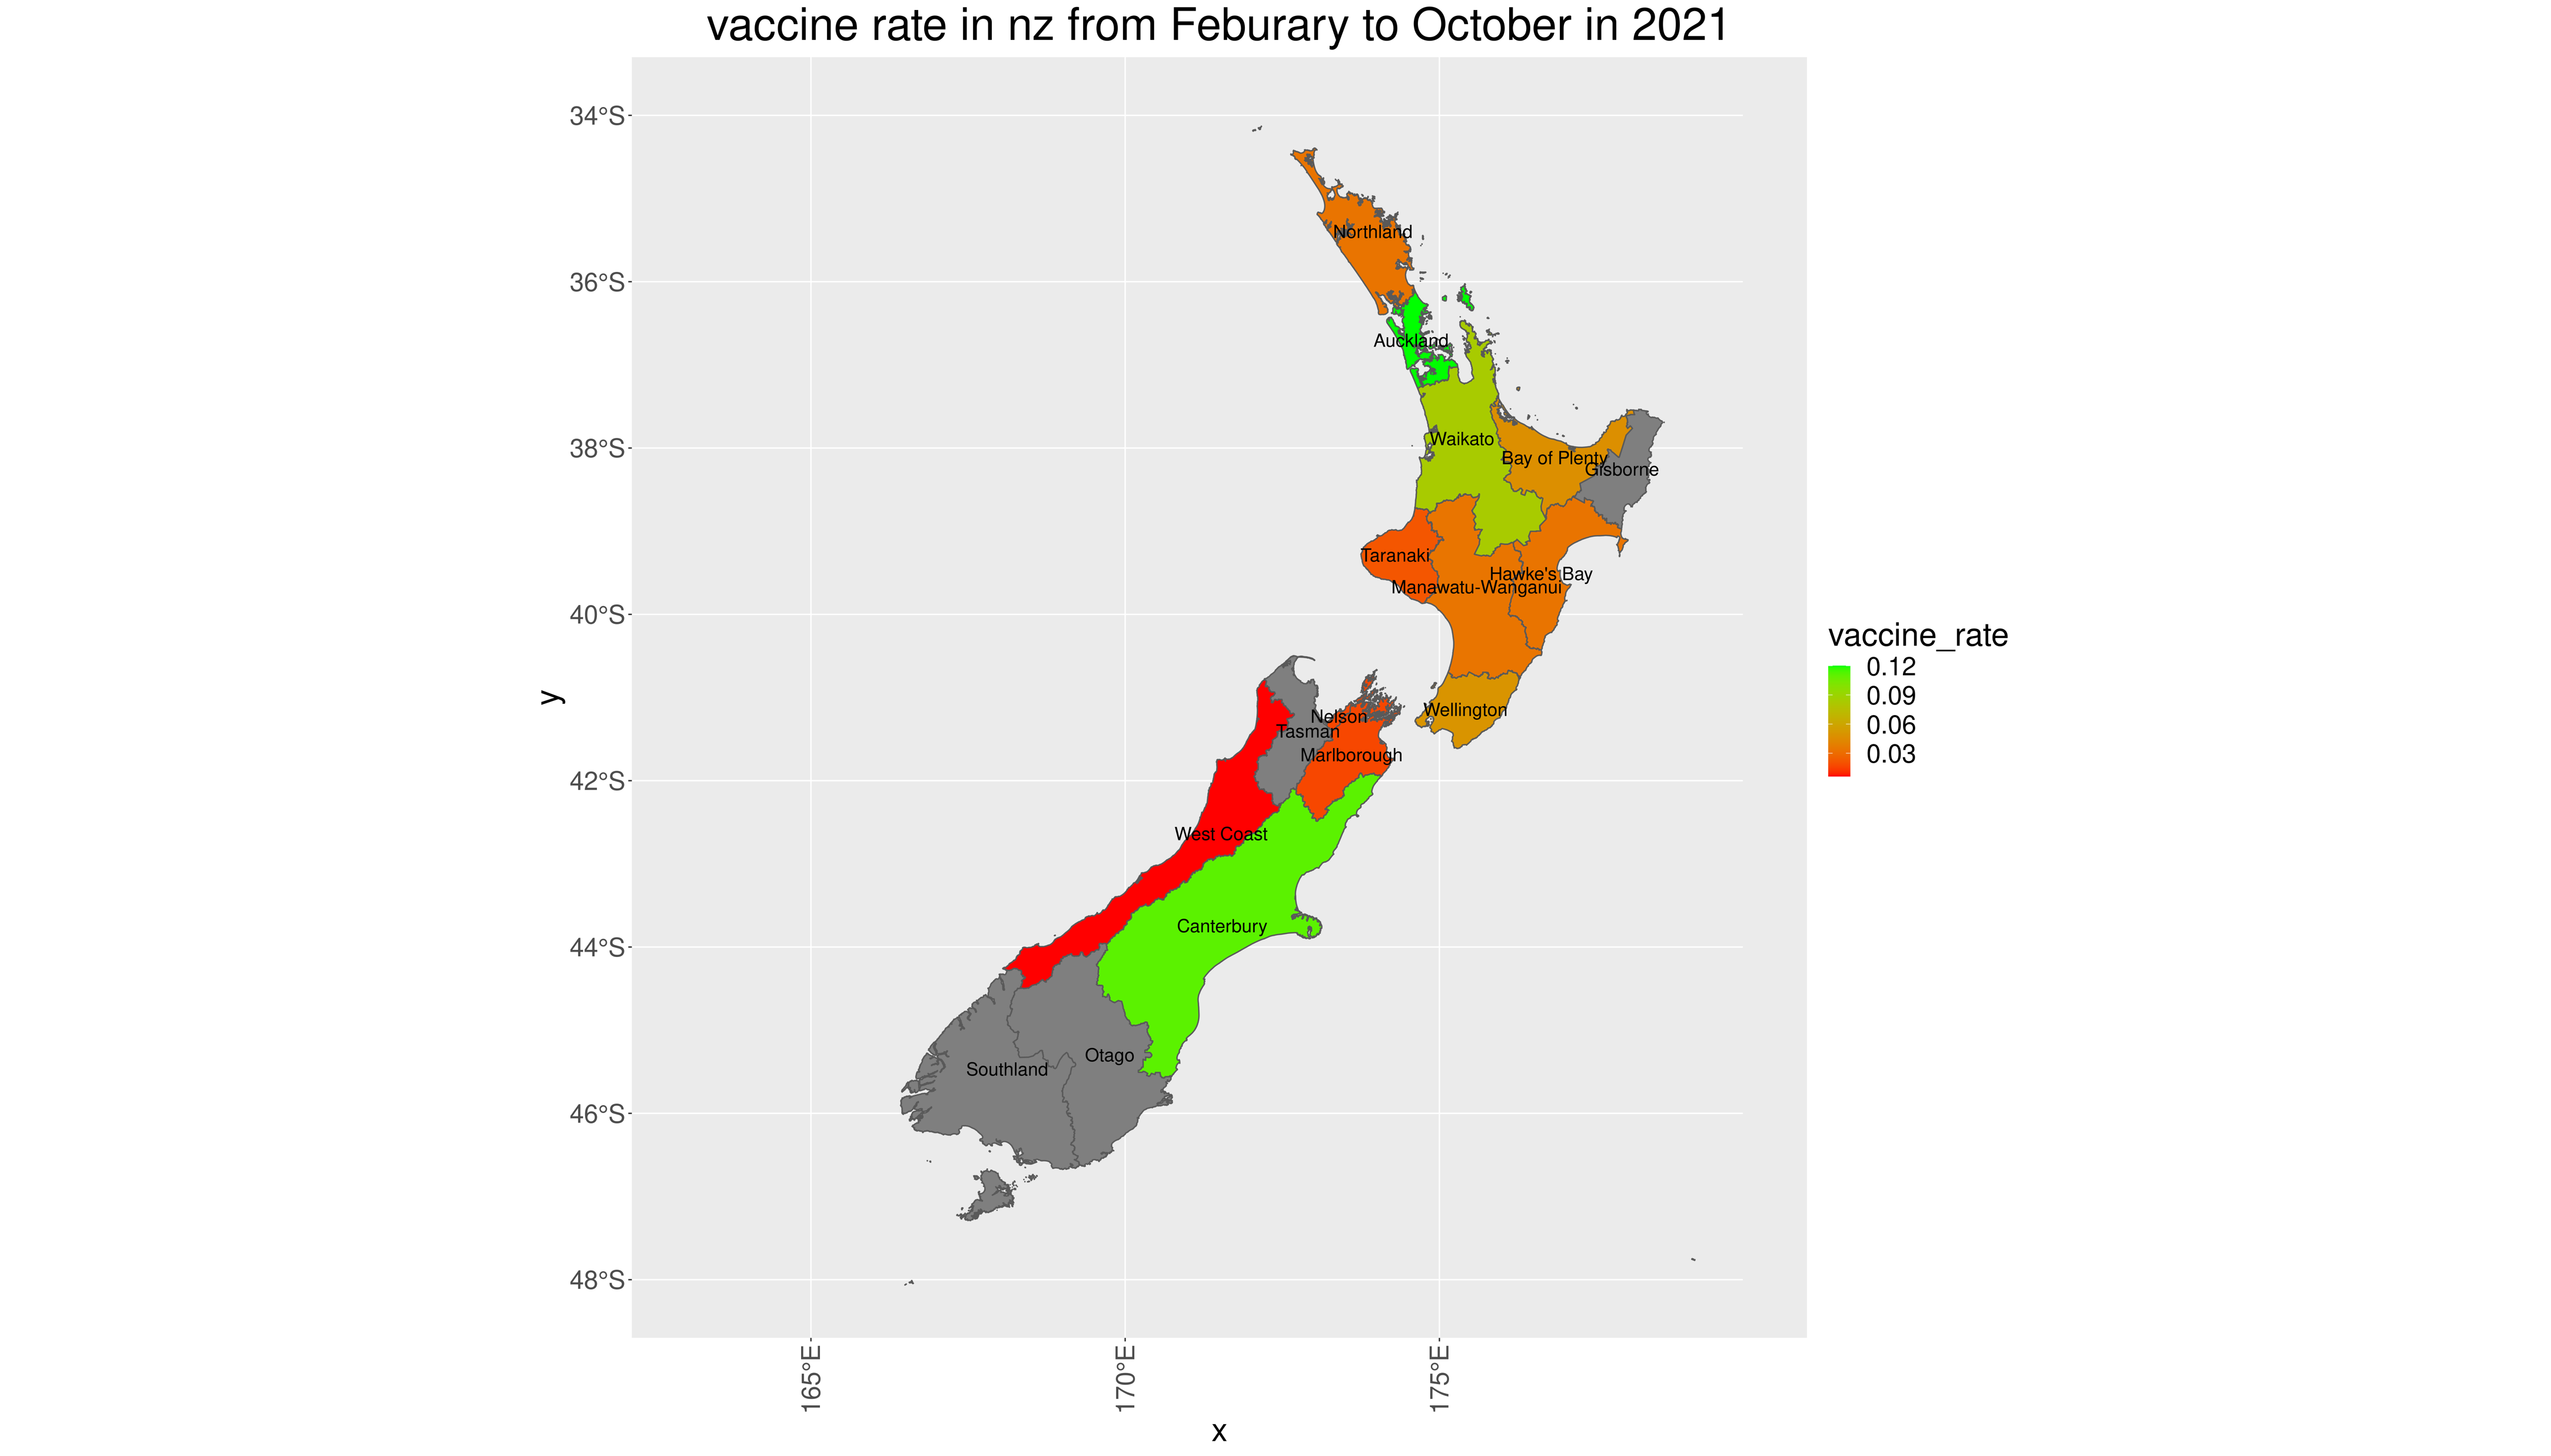 vaccine rate in nz from Feburary to October in 2021
34°S
36°S
38°S
40°S
42°S
44°S
46°S
48°S
y
Northland
Auckland
Waikato
Bay of Plenty
Gisborne
Taranaki
Hawke's Bay
Manawatu-Wanganui
Wellington
Nelson
Tasman
Marlborough
West Coast
Canterbury
Otago
Southland
vaccine_rate
0.12
0.09
0.06
0.03
165°E
170°E
175°E
x